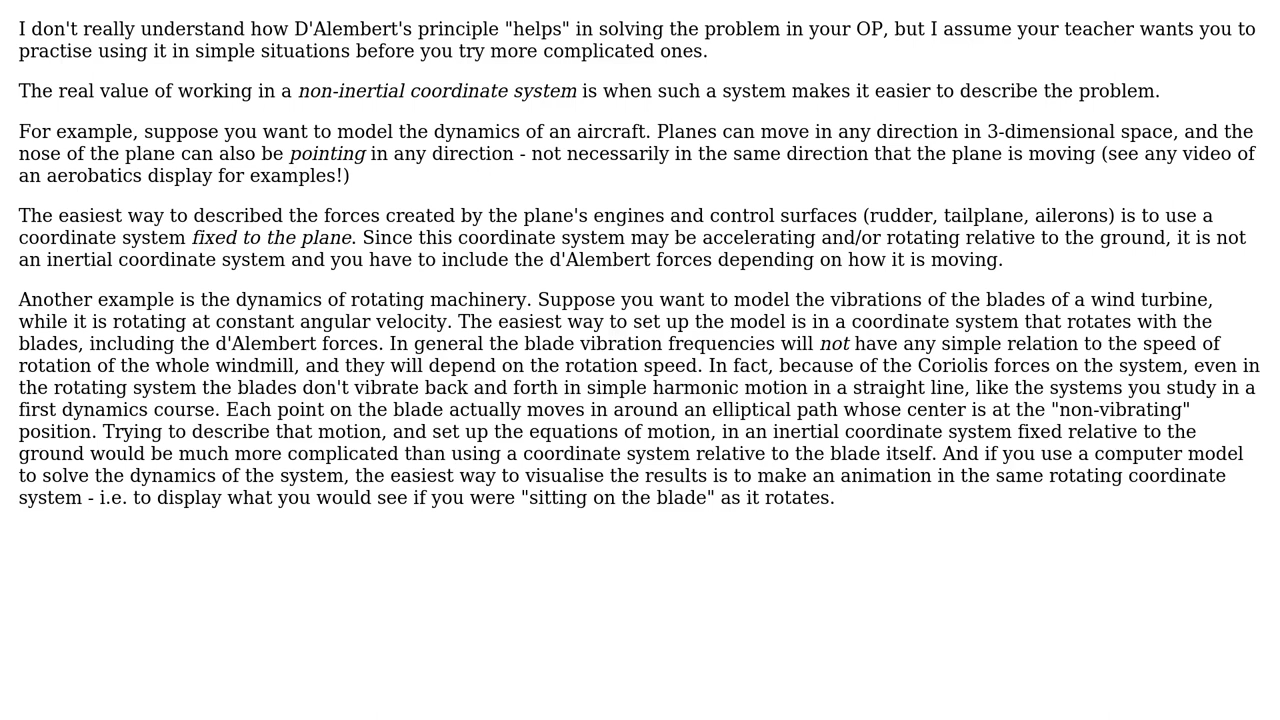 I don't really understand how D'Alembert's principle "helps" in solving the problem in your OP, but I assume your teacher wants you to
practise using it in simple situations before you try more complicated ones.
The real value of working in a non-inertial coordinate system is when such a system makes it easier to describe the problem.
For example, suppose you want to model the dynamics of an aircraft. Planes can move in any direction in 3-dimensional space, and the
nose of the plane can also be pointing in any direction - not necessarily in the same direction that the plane is moving (see any video of
an aerobatics display for examples!)
The easiest way to described the forces created by the plane's engines and control surfaces (rudder, tailplane, ailerons) is to use a
coordinate system fixed to the plane. Since this coordinate system may be accelerating and/or rotating relative to the ground, it is not
an inertial coordinate system and you have to include the d'Alembert forces depending on how it is moving.
Another example is the dynamics of rotating machinery. Suppose you want to model the vibrations of the blades of a wind turbine,
while it is rotating at constant angular velocity. The easiest way to set up the model is in a coordinate system that rotates with the
blades, including the d'Alembert forces. In general the blade vibration frequencies will not have any simple relation to the speed of
rotation of the whole windmill, and they will depend on the rotation speed. In fact, because of the Coriolis forces on the system, even in
the rotating system the blades don't vibrate back and forth in simple harmonic motion in a straight line, like the systems you study in a
first dynamics course. Each point on the blade actually moves in around an elliptical path whose center is at the "non-vibrating"
position. Trying to describe that motion, and set up the equations of motion, in an inertial coordinate system fixed relative to the
ground would be much more complicated than using a coordinate system relative to the blade itself. And if you use a computer model
to solve the dynamics of the system, the easiest way to visualise the results is to make an animation in the same rotating coordinate
system - i.e. to display what you would see if you were "sitting on the blade" as it rotates.